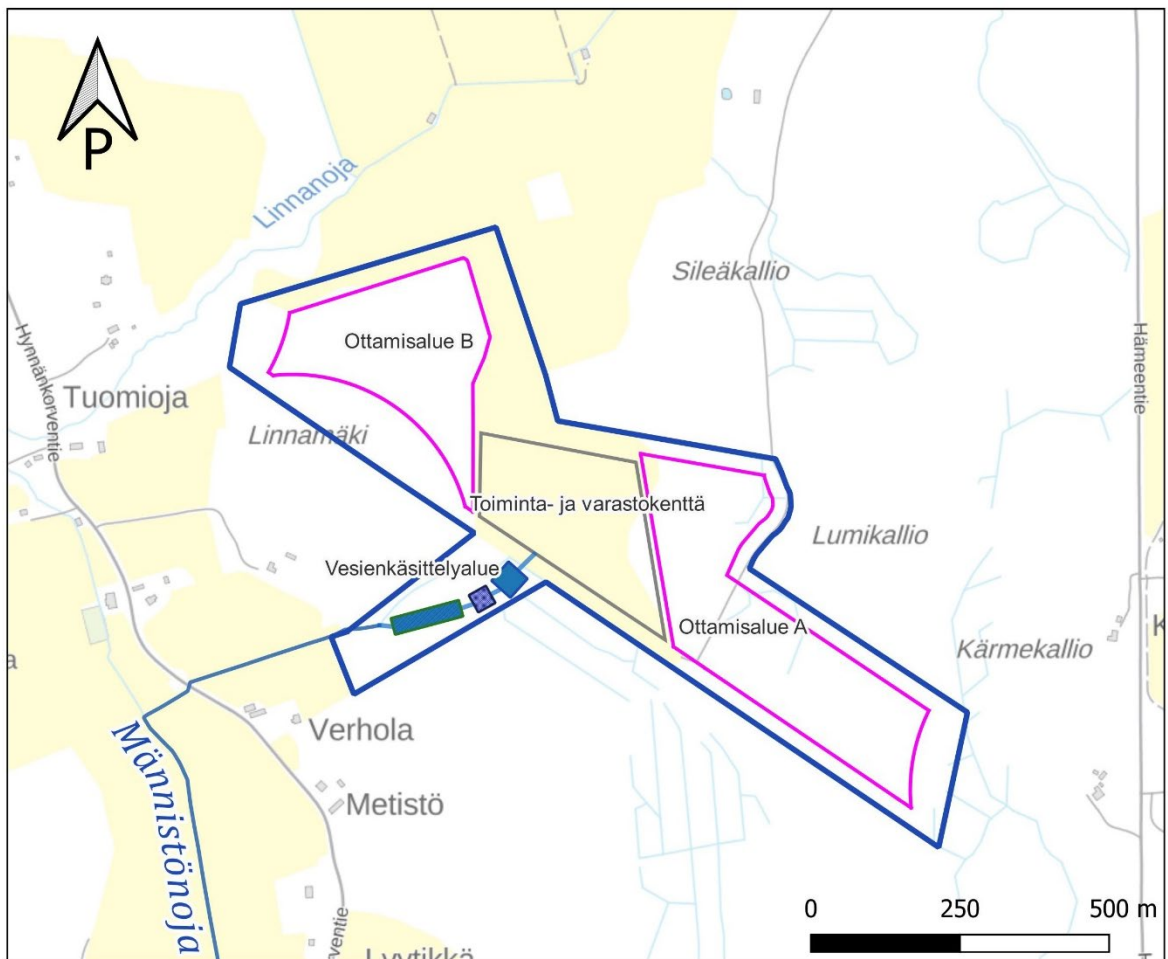 P
Linnanoja
Sileäkallio
Hynnänkorventie
Hämeentie
Ottamisalue B
Tuomioja
Linnamäki
Toiminta- ja varastokenttä
Lumikallio
Vesienkäsittelyalue
Ottamisalue A
Kärmekallio
Verhola
Männistönoja
Metistö
0 250 500 m